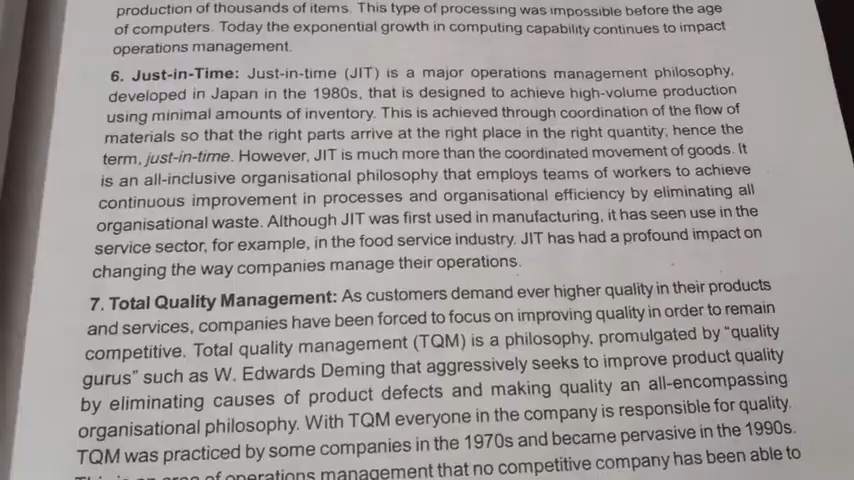 production of thousands of items. This type of processing was impossible before the age
of computers. Today the exponential growth in computing capability continues to impact
operations management.
6. Just-in-Time: Just-in-time (JIT) is a major operations management philosophy,
developed in Japan in the 1980s, that is designed to achieve high-volume production
using minimal amounts of inventory. This is achieved through coordination of the flow of
materials so that the right parts arrive at the right place in the right quantity; hence the
term, just-in-time. However, JIT is much more than the coordinated movement of goods. It
is an all-inclusive organisational philosophy that employs teams of workers to achieve
continuous improvement in processes and organisational efficiency by eliminating all
organisational waste. Although JIT was first used in manufacturing, it has seen use in the
service sector, for example, in the food service industry. JIT has had a profound impact on
changing the way companies manage their operations.
7. Total Quality Management: As customers demand ever higher quality in their products
and services, companies have been forced to focus on improving quality in order to remain
competitive. Total quality management (TQM) is a philosophy, promulgated by “quality
gurus” such as W. Edwards Deming that aggressively seeks to improve product quality
by eliminating causes of product defects and making quality an all-encompassing
organisational philosophy. With TQM everyone in the company is responsible for quality.
TQM was practiced by some companies in the 1970s and became pervasive in the 1990s.
This is an area of operations management that no competitive company has been able to